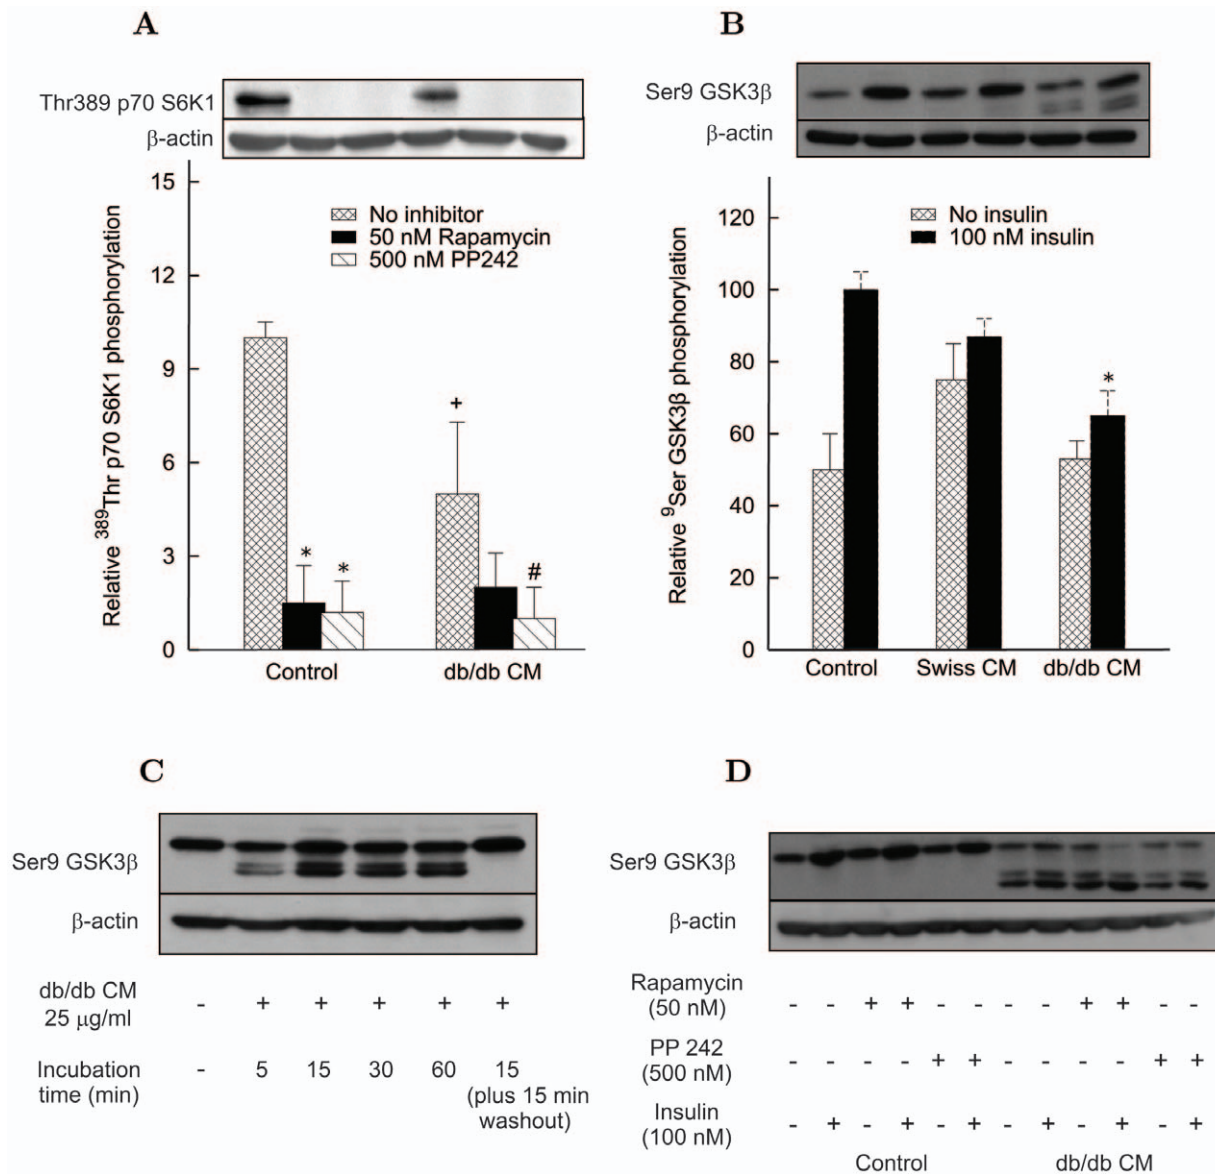 A
Thr389 p70 S6K1
β-actin
15
12
9
6
3
0
Relative ³⁸⁹Thr p70 S6K1 phosphorylation
No inhibitor
50 nM Rapamycin
500 nM PP242
* * + #
Control db/db CM
B
Ser9 GSK3β
β-actin
120
100
80
60
40
20
0
Relative ⁹Ser GSK3β phosphorylation
No insulin
100 nM insulin
*
Control Swiss CM db/db CM
C
Ser9 GSK3β
β-actin
db/db CM
25 μg/ml
- + + + + +
Incubation
time (min)
- 5 15 30 60 15
(plus 15 min
washout)
D
Ser9 GSK3β
β-actin
Rapamycin
(50 nM)
- - + + - - - - + + - -
PP 242
(500 nM)
- - - - + + - - - - + +
Insulin
(100 nM)
- + - + - + - + - + - +
Control db/db CM